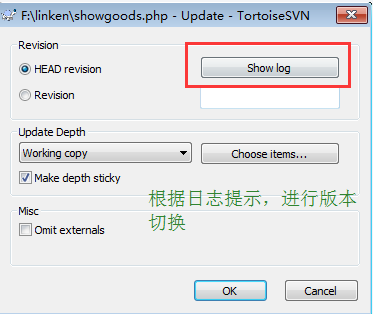 F:\linken\showgoods.php - Update - TortoiseSVN
Revision
HEAD revision
Show log
Revision
Update Depth
Working copy
Choose items...
Make depth sticky
根据日志提示，进行版本
切换
Misc
Omit externals
OK
Cancel